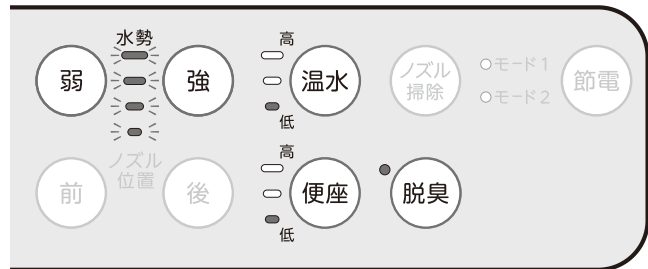 水勢
弱
強
高
低
温水
ノズル
掃除
モード1
モード2
節電
前
ノズル
位置
後
高
低
便座
脱臭